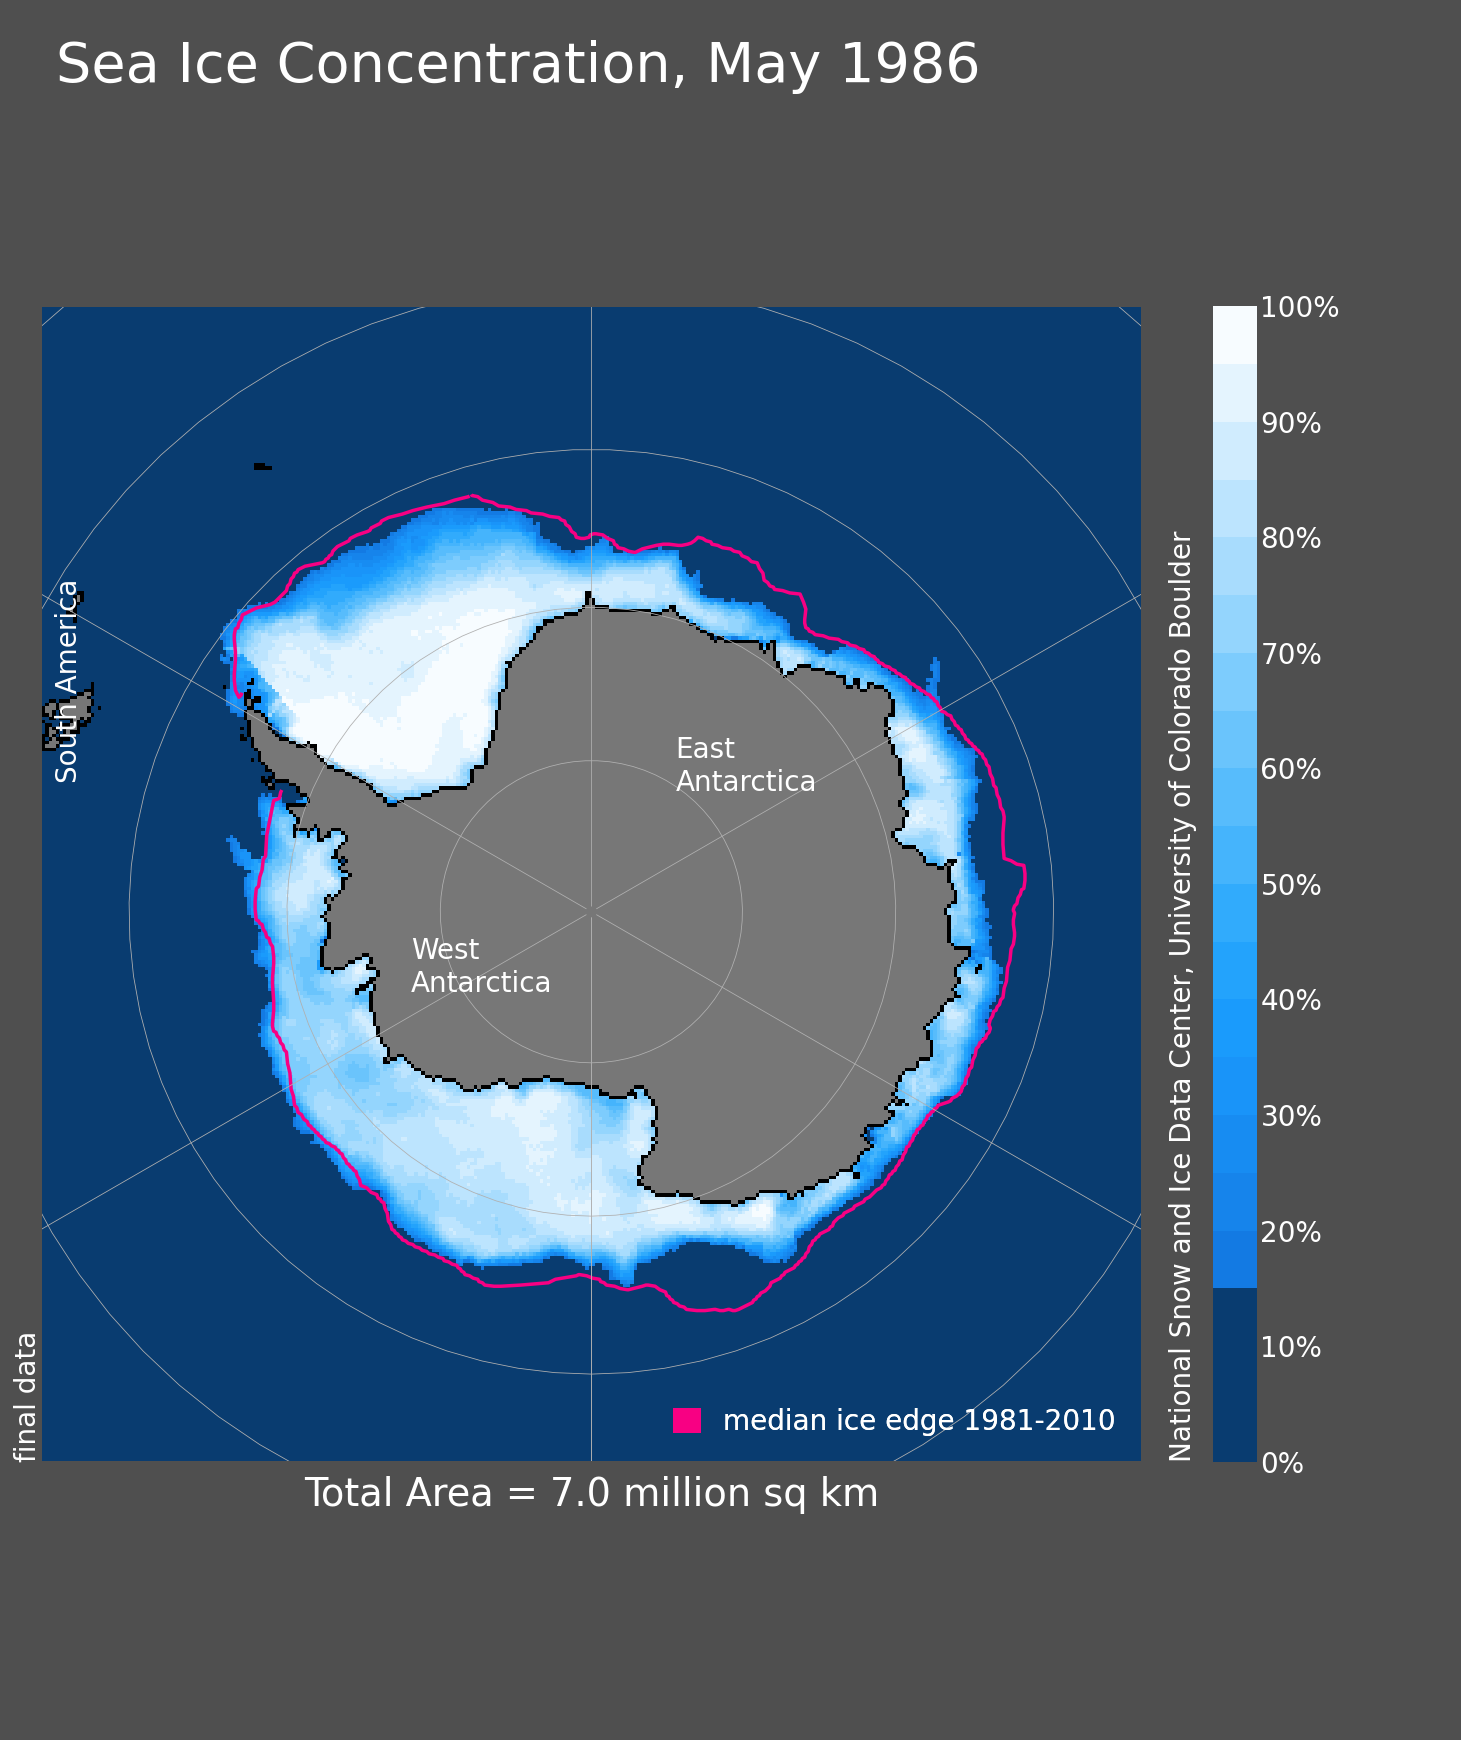 Sea Ice Concentration, May 1986
South America
East
Antarctica
West
Antarctica
final data
median ice edge 1981-2010
Total Area = 7.0 million sq km
National Snow and Ice Data Center, University of Colorado Boulder
100%
90%
80%
70%
60%
50%
40%
30%
20%
10%
0%